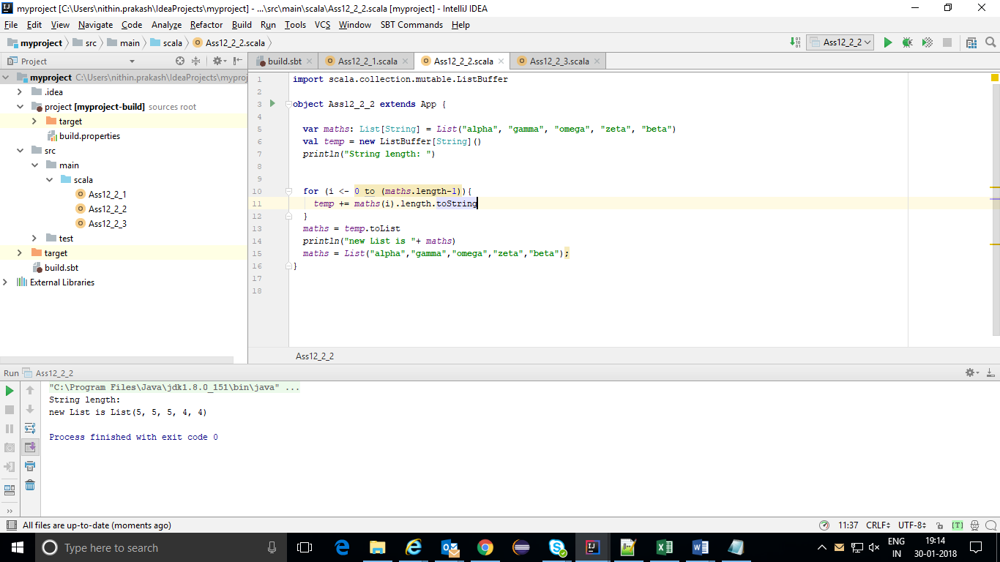 myproject [C:\Users\nithin.prakash\IdeaProjects\myproject] - ...\src\main\scala\Ass12_2_2.scala [myproject] - IntelliJ IDEA
File Edit View Navigate Code Analyze Refactor Build Run Tools VCS Window SBT Commands Help
myproject src main scala Ass12_2_2.scala Ass12_2_2
Project build.sbt Ass12_2_1.scala Ass12_2_2.scala Ass12_2_3.scala
myproject C:\Users\nithin.prakash\IdeaProjects\myproj
.idea
project [myproject-build] sources root
target
build.properties
src
main
scala
Ass12_2_1
Ass12_2_2
Ass12_2_3
test
target
build.sbt
External Libraries
1 import scala.collection.mutable.ListBuffer
2
3 object Ass12_2_2 extends App {
4
5 var maths: List[String] = List("alpha", "gamma", "omega", "zeta", "beta")
6 val temp = new ListBuffer[String]()
7 println("String length: ")
8
9
10 for (i <- 0 to (maths.length-1)){
11 temp += maths(i).length.toString
12 }
13 maths = temp.toList
14 println("new List is "+ maths)
15 maths = List("alpha","gamma","omega","zeta","beta");
16 }
17
18
Ass12_2_2
Run Ass12_2_2
"C:\Program Files\Java\jdk1.8.0_151\bin\java" ...
String length:
new List is List(5, 5, 5, 4, 4)
Process finished with exit code 0
All files are up-to-date (moments ago) 11:37 CRLF UTF-8 [T]
Type here to search ENG 19:14
IN 30-01-2018